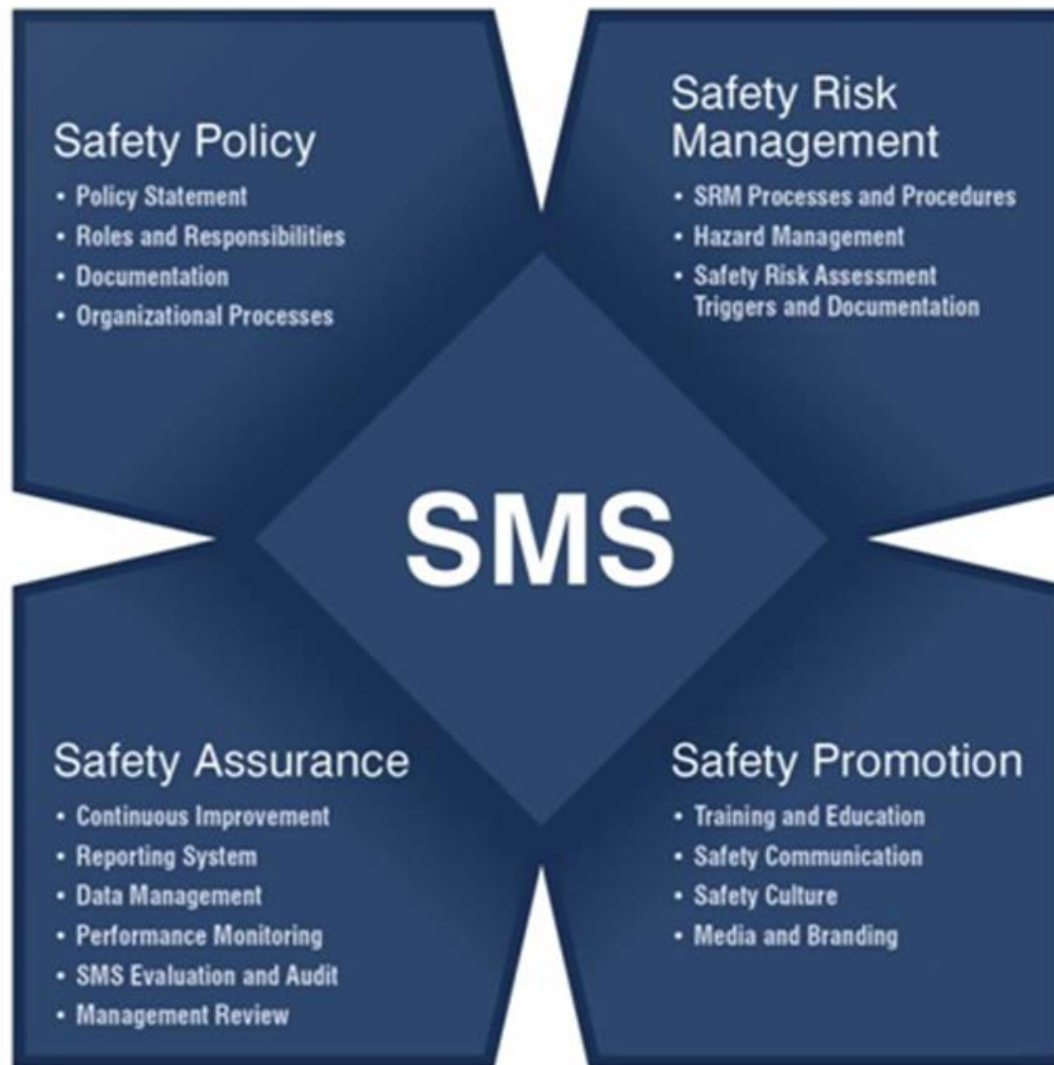 Safety Policy
• Policy Statement
• Roles and Responsibilities
• Documentation
• Organizational Processes
Safety Risk
Management
• SRM Processes and Procedures
• Hazard Management
• Safety Risk Assessment
Triggers and Documentation
SMS
Safety Assurance
• Continuous Improvement
• Reporting System
• Data Management
• Performance Monitoring
• SMS Evaluation and Audit
• Management Review
Safety Promotion
• Training and Education
• Safety Communication
• Safety Culture
• Media and Branding